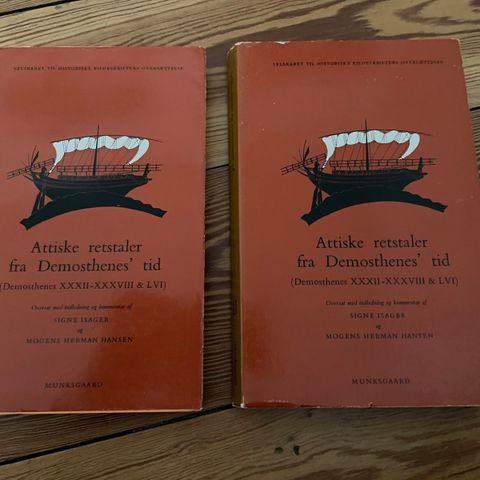 SELSKABET TIL HISTORISKE KILDESKRIFTERS OVERSÆTTELSE
Attiske retstaler
fra Demosthenes' tid
(Demosthenes XXXII-XXXVIII & LVI)
Oversat med indledning og kommentar af
SIGNE ISAGER
og
MOGENS HERMAN HANSEN
MUNKSGAARD
SELSKABET TIL HISTORISKE KILDESKRIFTERS OVERSÆTTELSE
Attiske retstaler
fra Demosthenes' tid
(Demosthenes XXXII-XXXVIII & LVI)
Oversat med indledning og kommentar af
SIGNE ISAGER
og
MOGENS HERMAN HANSEN
MUNKSGAARD